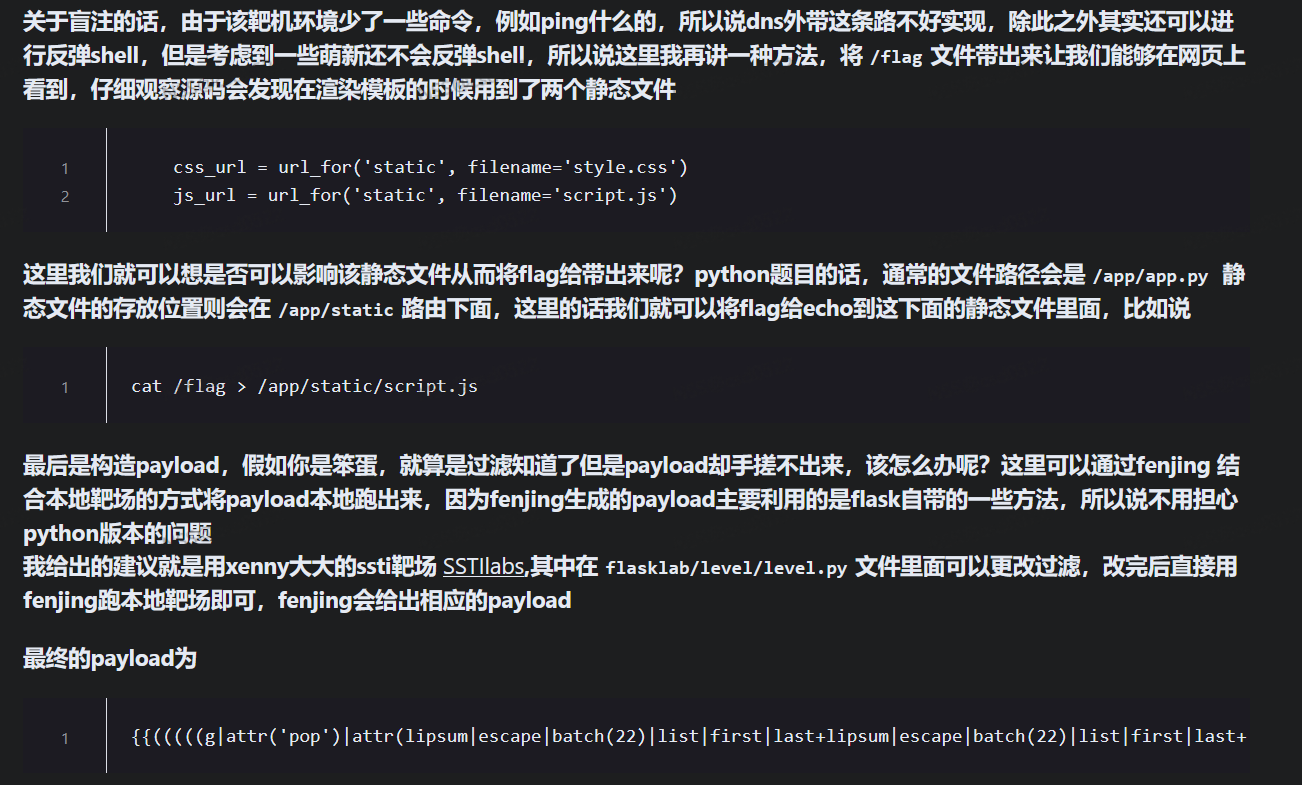 关于盲注的话，由于该靶机环境少了一些命令，例如ping什么的，所以说dns外带这条路不好实现，除此之外其实还可以进
行反弹shell，但是考虑到一些萌新还不会反弹shell，所以说这里我再讲一种方法，将 /flag 文件带出来让我们能够在网页上
看到，仔细观察源码会发现在渲染模板的时候用到了两个静态文件
1 css_url = url_for('static', filename='style.css')
2 js_url = url_for('static', filename='script.js')
这里我们就可以想是否可以影响该静态文件从而将flag给带出来呢？python题目的话，通常的文件路径会是 /app/app.py 静
态文件的存放位置则会在 /app/static 路由下面，这里的话我们就可以将flag给echo到这下面的静态文件里面，比如说
1 cat /flag > /app/static/script.js
最后是构造payload，假如你是笨蛋，就算是过滤知道了但是payload却手搓不出来，该怎么办呢？这里可以通过fenjing 结
合本地靶场的方式将payload本地跑出来，因为fenjing生成的payload主要利用的是flask自带的一些方法，所以说不用担心
python版本的问题
我给出的建议就是用xenny大大的ssti靶场 SSTIlabs,其中在 flasklab/level/level.py 文件里面可以更改过滤，改完后直接用
fenjing跑本地靶场即可，fenjing会给出相应的payload
最终的payload为
1 {{(((((g|attr('pop')|attr(lipsum|escape|batch(22)|list|first|last+lipsum|escape|batch(22)|list|first|last+